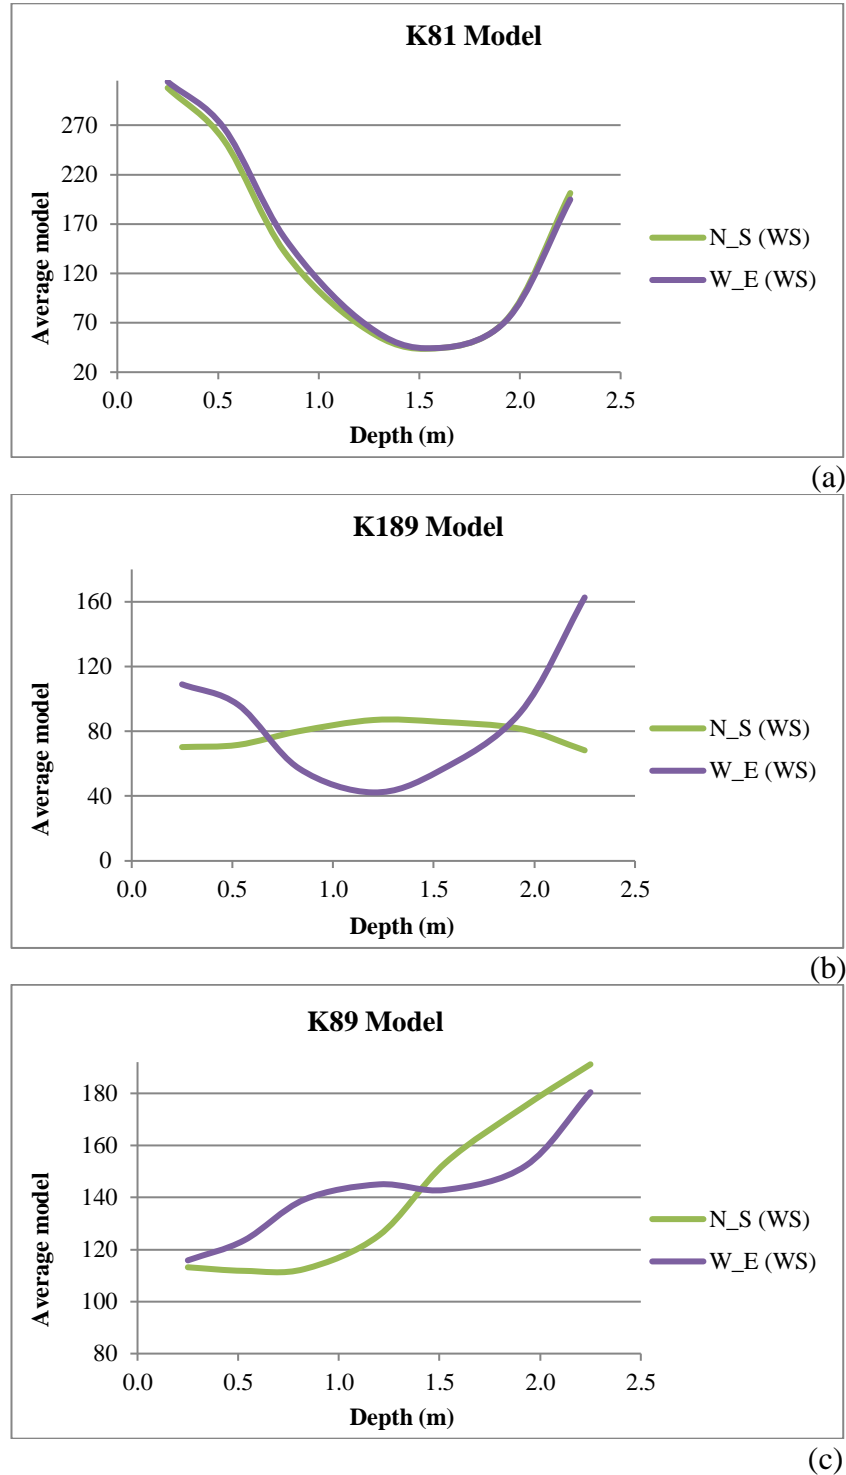 K81 Model
270
220
170
120
70
20
Average model
0.0 0.5 1.0 1.5 2.0 2.5
Depth (m)
N_S (WS)
W_E (WS)
(a)
K189 Model
160
120
80
40
0
Average model
0.0 0.5 1.0 1.5 2.0 2.5
Depth (m)
N_S (WS)
W_E (WS)
(b)
K89 Model
180
160
140
120
100
80
Average model
0.0 0.5 1.0 1.5 2.0 2.5
Depth (m)
N_S (WS)
W_E (WS)
(c)